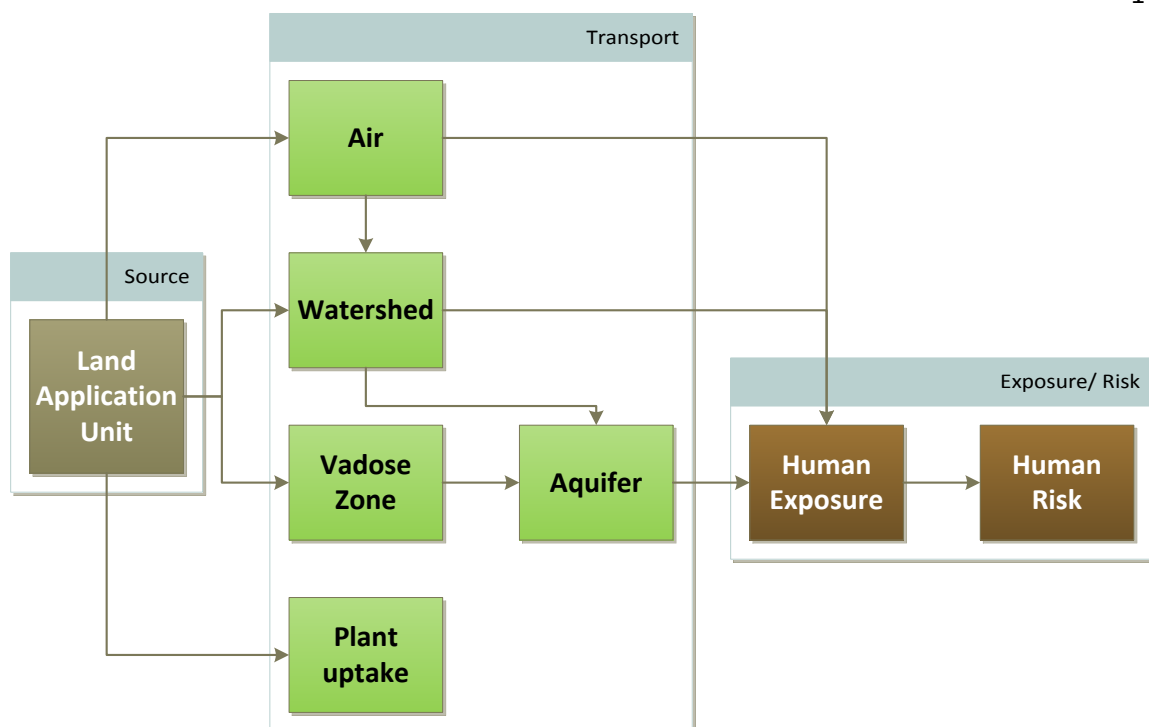 Transport
Air
Source
Watershed
Land
Application
Unit
Exposure/ Risk
Vadose
Zone
Aquifer
Human
Exposure
Human
Risk
Plant
uptake